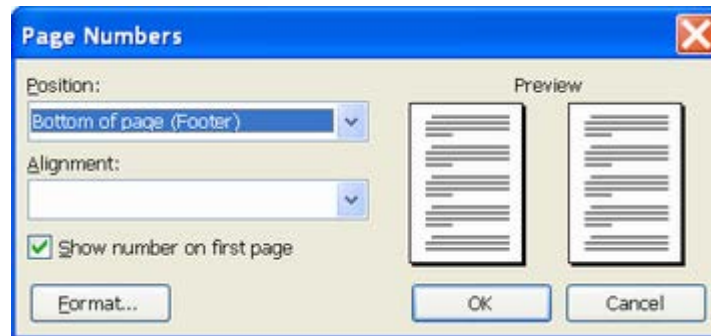 Page Numbers
Position:
Preview
Bottom of page (Footer)
Alignment:
Show number on first page
Format...
OK
Cancel